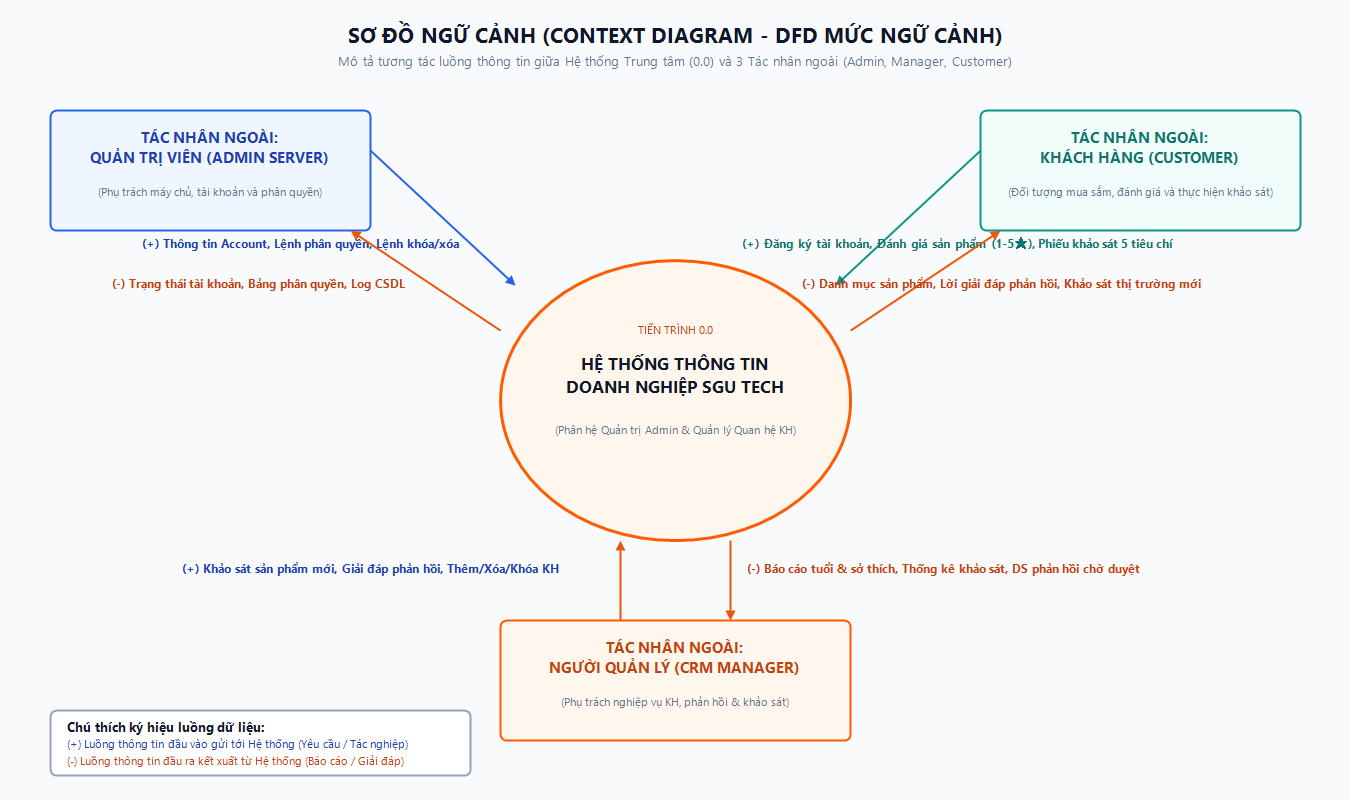 SƠ ĐỒ NGỮ CẢNH (CONTEXT DIAGRAM - DFD MỨC NGỮ CẢNH)
Mô tả tương tác luồng thông tin giữa Hệ thống Trung tâm (0.0) và 3 Tác nhân ngoài (Admin, Manager, Customer)
TÁC NHÂN NGOÀI:
QUẢN TRỊ VIÊN (ADMIN SERVER)
(Phụ trách máy chủ, tài khoản và phân quyền)
TÁC NHÂN NGOÀI:
KHÁCH HÀNG (CUSTOMER)
(Đối tượng mua sắm, đánh giá và thực hiện khảo sát)
(+) Thông tin Account, Lệnh phân quyền, Lệnh khóa/xóa
(+) Đăng ký tài khoản, Đánh giá sản phẩm (1-5★), Phiếu khảo sát 5 tiêu chí
(-) Trạng thái tài khoản, Bảng phân quyền, Log CSDL
(-) Danh mục sản phẩm, Lời giải đáp phản hồi, Khảo sát thị trường mới
TIẾN TRÌNH 0.0
HỆ THỐNG THÔNG TIN
DOANH NGHIỆP SGU TECH
(Phân hệ Quản trị Admin & Quản lý Quan hệ KH)
(+) Khảo sát sản phẩm mới, Giải đáp phản hồi, Thêm/Xóa/Khóa KH
(-) Báo cáo tuổi & sở thích, Thống kê khảo sát, DS phản hồi chờ duyệt
TÁC NHÂN NGOÀI:
NGƯỜI QUẢN LÝ (CRM MANAGER)
(Phụ trách nghiệp vụ KH, phản hồi & khảo sát)
Chú thích ký hiệu luồng dữ liệu:
(+) Luồng thông tin đầu vào gửi tới Hệ thống (Yêu cầu / Tác nghiệp)
(-) Luồng thông tin đầu ra kết xuất từ Hệ thống (Báo cáo / Giải đáp)